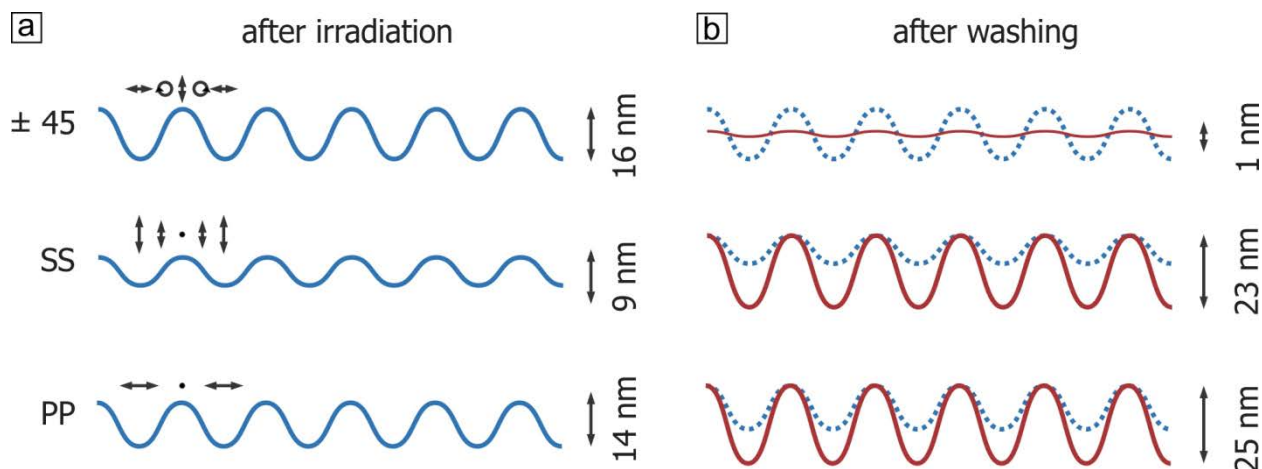 a
after irradiation
b
after washing
± 45
16 nm
1 nm
SS
9 nm
23 nm
PP
14 nm
25 nm